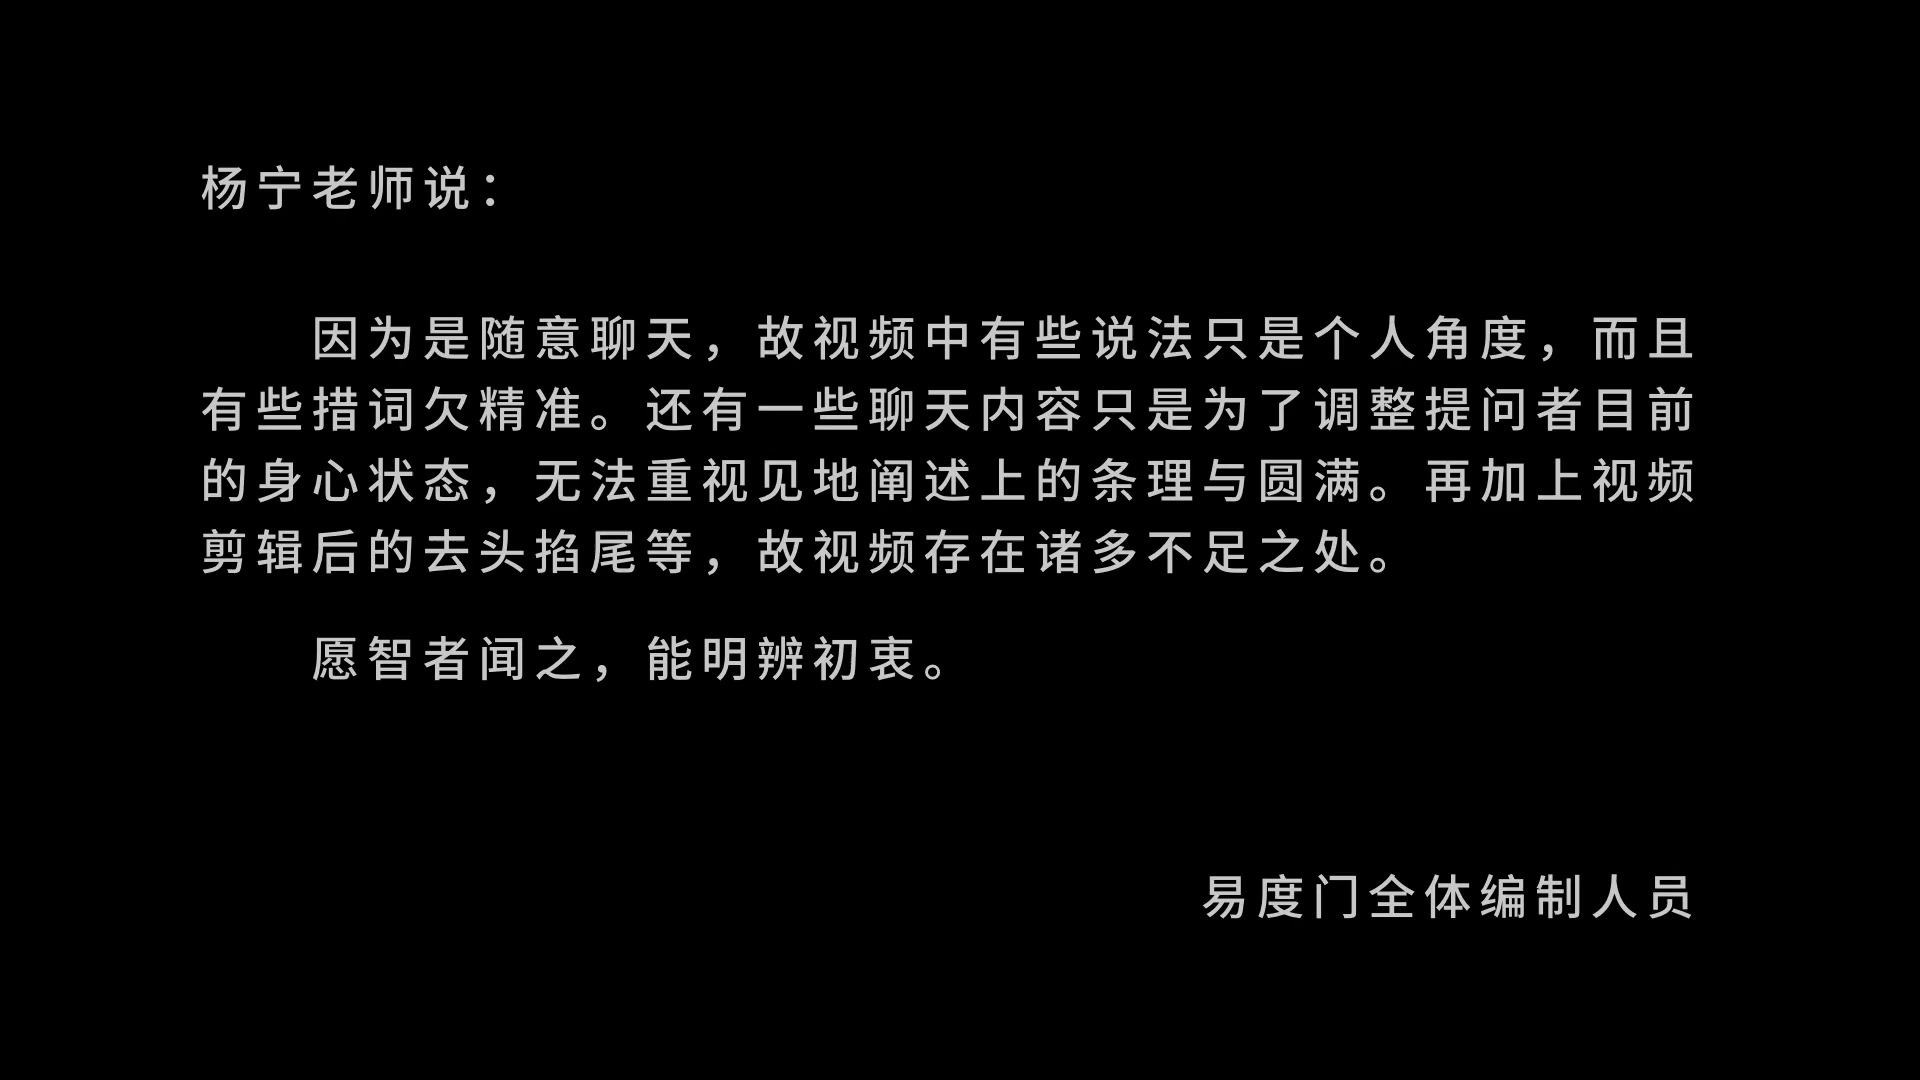 杨宁老师说：
因为是随意聊天，故视频中有些说法只是个人角度，而且
有些措词欠精准。还有一些聊天内容只是为了调整提问者目前
的身心状态，无法重视见地阐述上的条理与圆满。再加上视频
剪辑后的去头掐尾等，故视频存在诸多不足之处。
愿智者闻之，能明辨初衷。
易度门全体编制人员